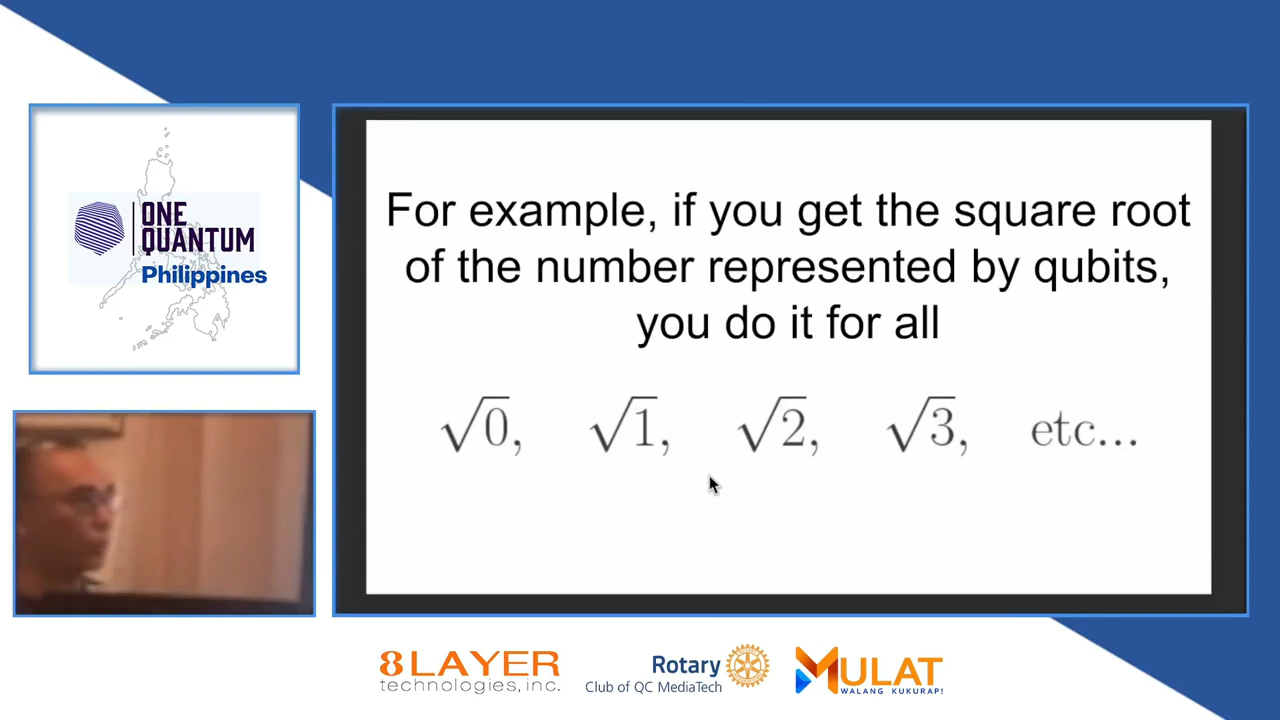 ONE
QUANTUM
Philippines
For example, if you get the square root
of the number represented by qubits,
you do it for all
√0, √1, √2, √3, etc...
8LAYER
technologies, inc.
Rotary
Club of QC MediaTech
MULAT
WALANG KUKURAP!